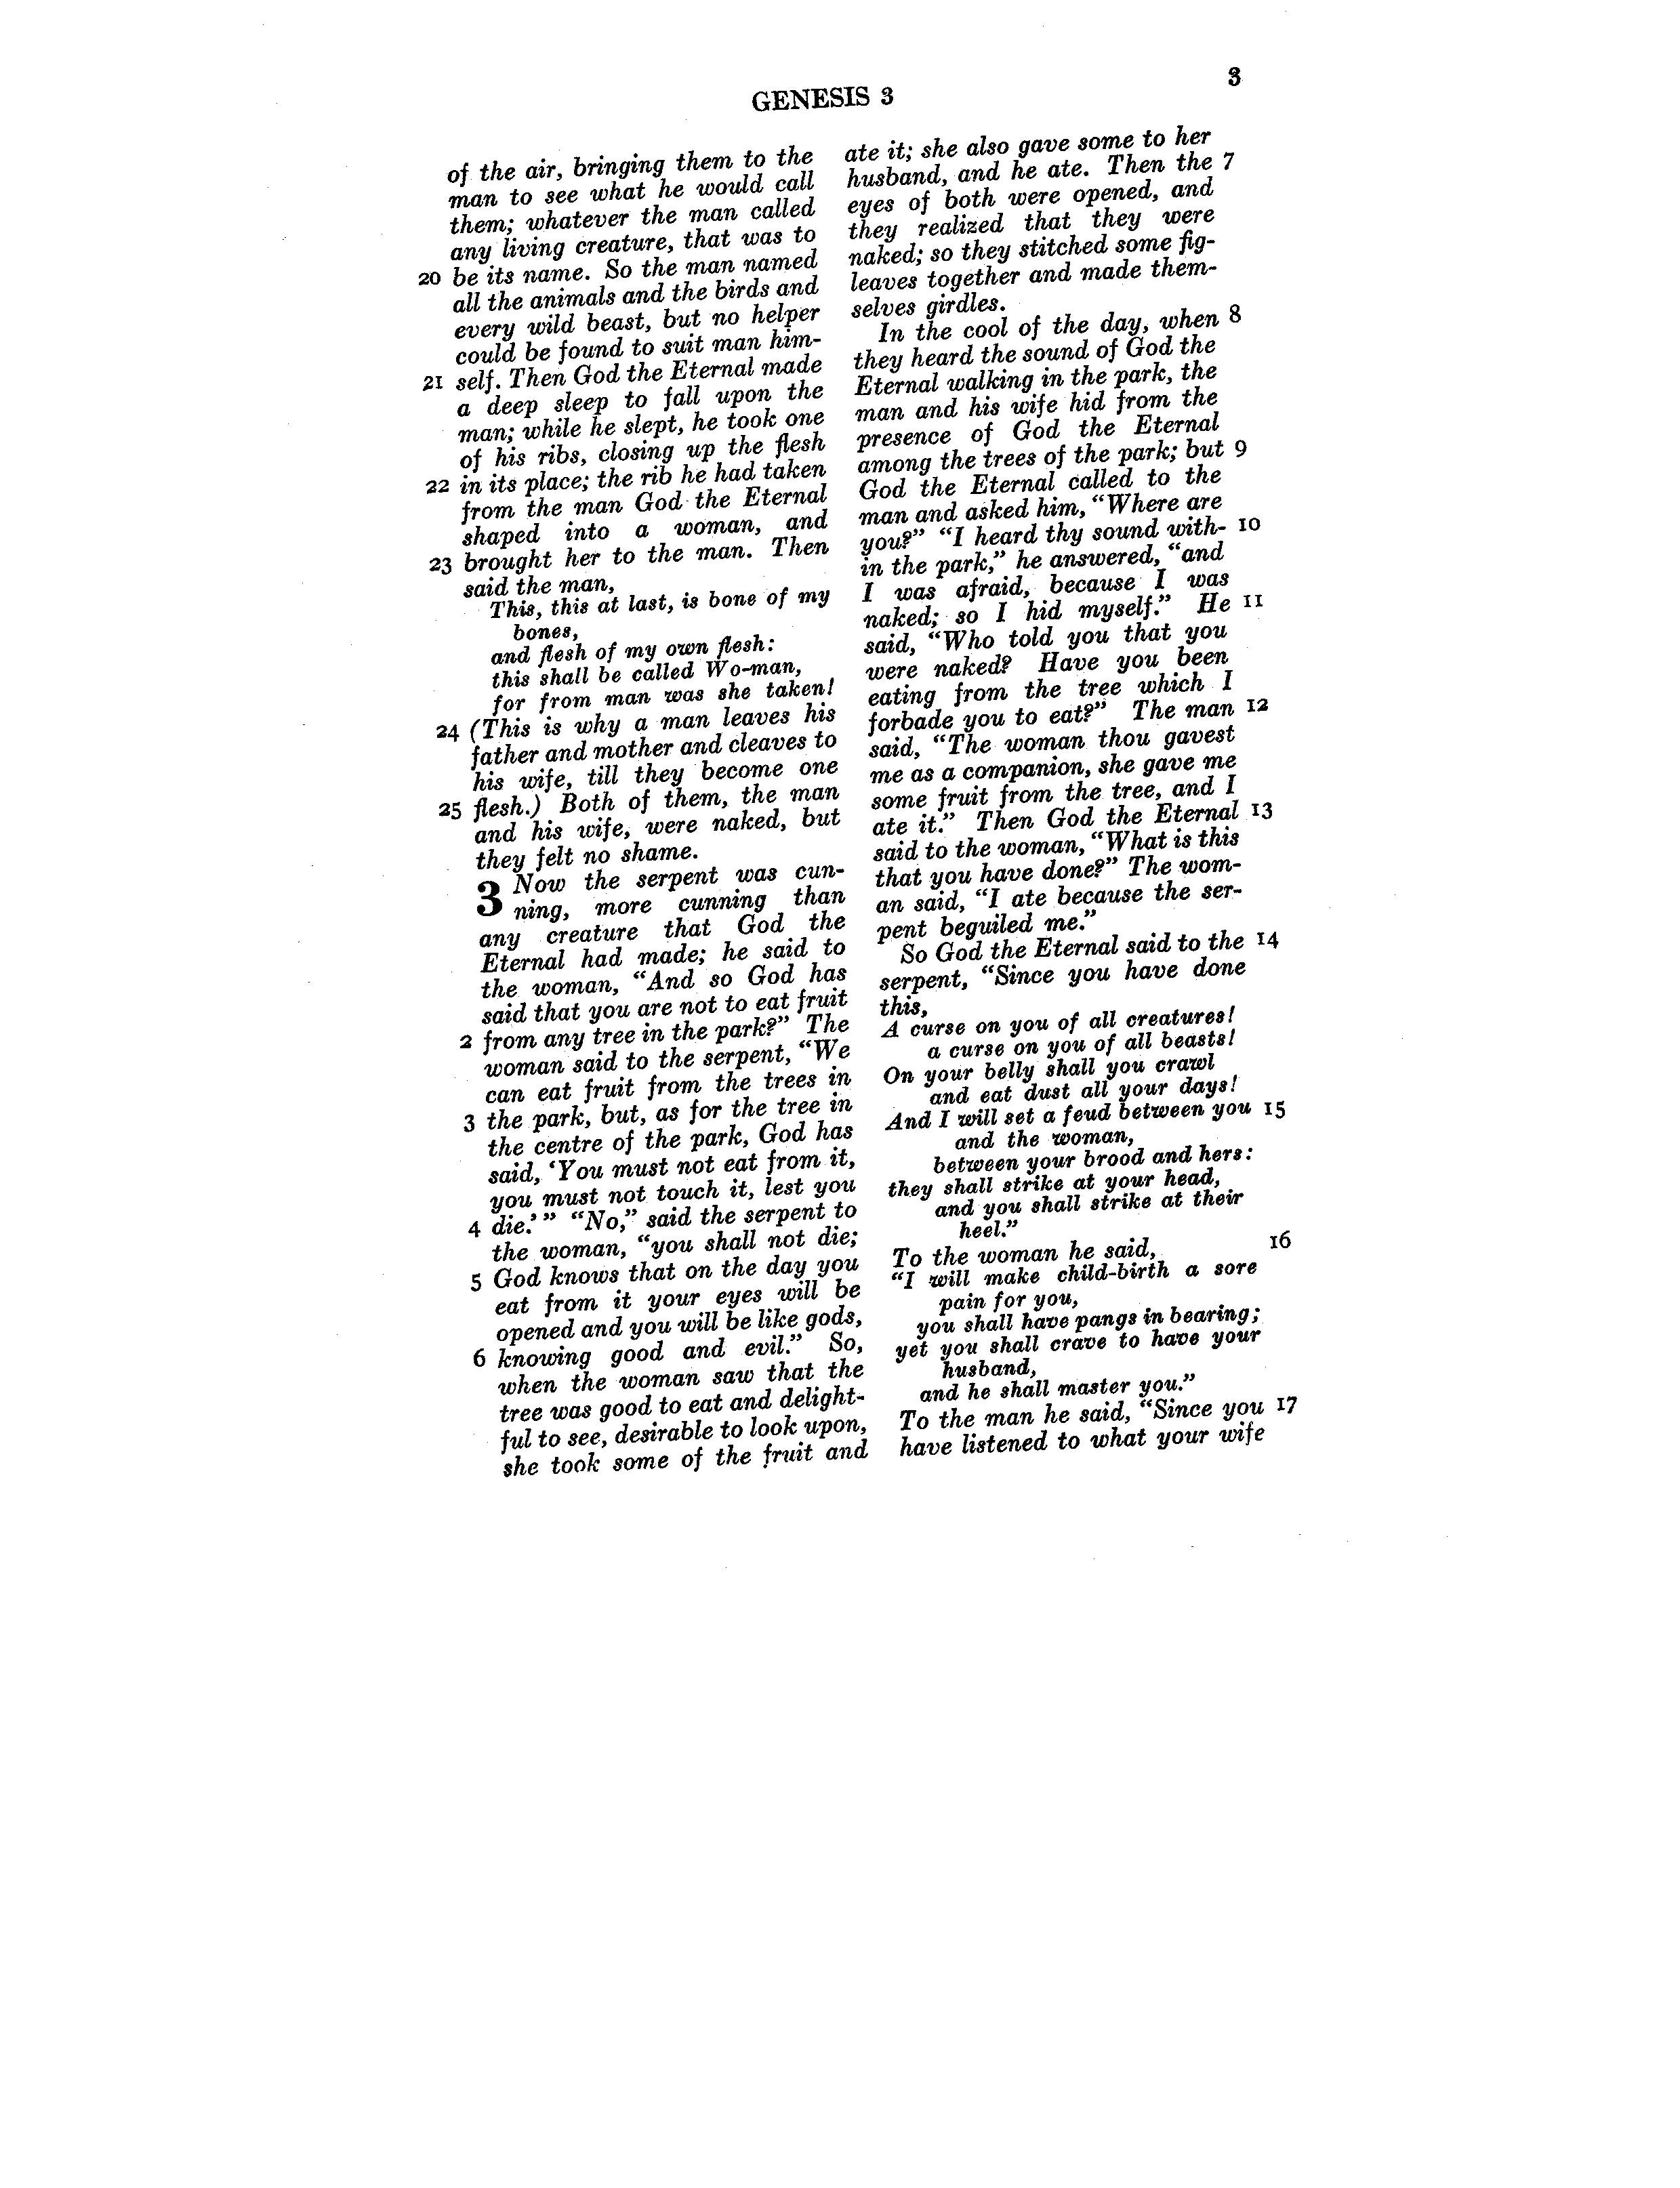 GENESIS 3
3
of the air, bringing them to the
man to see what he would call
them; whatever the man called
any living creature, that was to
20 be its name. So the man named
all the animals and the birds and
every wild beast, but no helper
could be found to suit man him-
21 self. Then God the Eternal made
a deep sleep to fall upon the
man; while he slept, he took one
of his ribs, closing up the flesh
22 in its place; the rib he had taken
from the man God the Eternal
shaped into a woman, and
23 brought her to the man. Then
said the man,
This, this at last, is bone of my
bones,
and flesh of my own flesh:
this shall be called Wo-man,
for from man was she taken!
24 (This is why a man leaves his
father and mother and cleaves to
his wife, till they become one
25 flesh.) Both of them, the man
and his wife, were naked, but
they felt no shame.
3 Now the serpent was cun-
ning, more cunning than
any creature that God the
Eternal had made; he said to
the woman, “And so God has
said that you are not to eat fruit
2 from any tree in the park?” The
woman said to the serpent, “We
can eat fruit from the trees in
3 the park, but, as for the tree in
the centre of the park, God has
said, ‘You must not eat from it,
you must not touch it, lest you
4 die.’” “No,” said the serpent to
the woman, “you shall not die;
5 God knows that on the day you
eat from it your eyes will be
opened and you will be like gods,
6 knowing good and evil.” So,
when the woman saw that the
tree was good to eat and delight-
ful to see, desirable to look upon,
she took some of the fruit and
ate it; she also gave some to her
husband, and he ate. Then the 7
eyes of both were opened, and
they realized that they were
naked; so they stitched some fig-
leaves together and made them-
selves girdles.
In the cool of the day, when 8
they heard the sound of God the
Eternal walking in the park, the
man and his wife hid from the
presence of God the Eternal
among the trees of the park; but 9
God the Eternal called to the
man and asked him, “Where are
you?” “I heard thy sound with- 10
in the park,” he answered, “and
I was afraid, because I was
naked; so I hid myself.” He 11
said, “Who told you that you
were naked? Have you been
eating from the tree which I
forbade you to eat?” The man 12
said, “The woman thou gavest
me as a companion, she gave me
some fruit from the tree, and I
ate it.” Then God the Eternal 13
said to the woman, “What is this
that you have done?” The wom-
an said, “I ate because the ser-
pent beguiled me.”
So God the Eternal said to the 14
serpent, “Since you have done
this,
A curse on you of all creatures!
a curse on you of all beasts!
On your belly shall you crawl
and eat dust all your days!
And I will set a feud between you 15
and the woman,
between your brood and hers:
they shall strike at your head,
and you shall strike at their
heel.”
To the woman he said, 16
“I will make child-birth a sore
pain for you,
you shall have pangs in bearing;
yet you shall crave to have your
husband,
and he shall master you.”
To the man he said, “Since you 17
have listened to what your wife